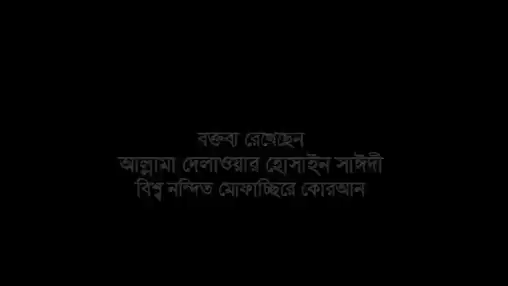 বক্তব্য রেখেছেন
আল্লামা দেলাওয়ার হোসাইন সাঈদী
বিশ্ব নন্দিত মোফাচ্ছিরে কোরআন